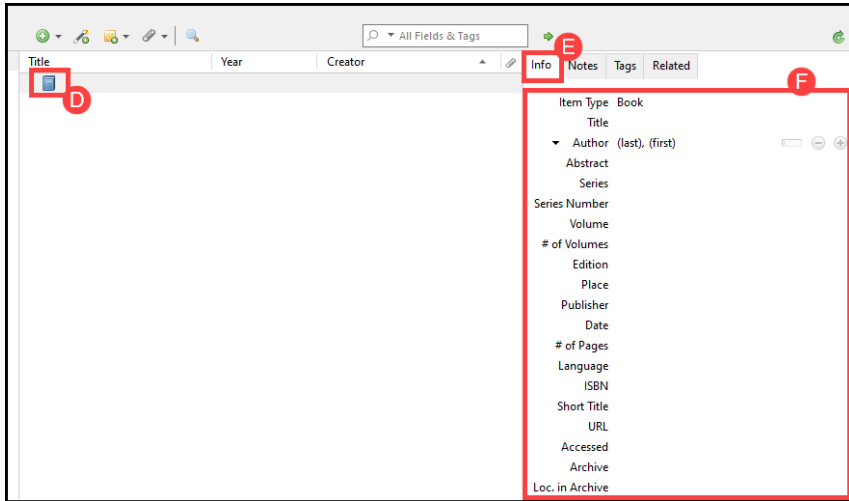 All Fields & Tags
E
Title Year Creator Info Notes Tags Related
D
F
Item Type Book
Title
Author (last), (first)
Abstract
Series
Series Number
Volume
# of Volumes
Edition
Place
Publisher
Date
# of Pages
Language
ISBN
Short Title
URL
Accessed
Archive
Loc. in Archive